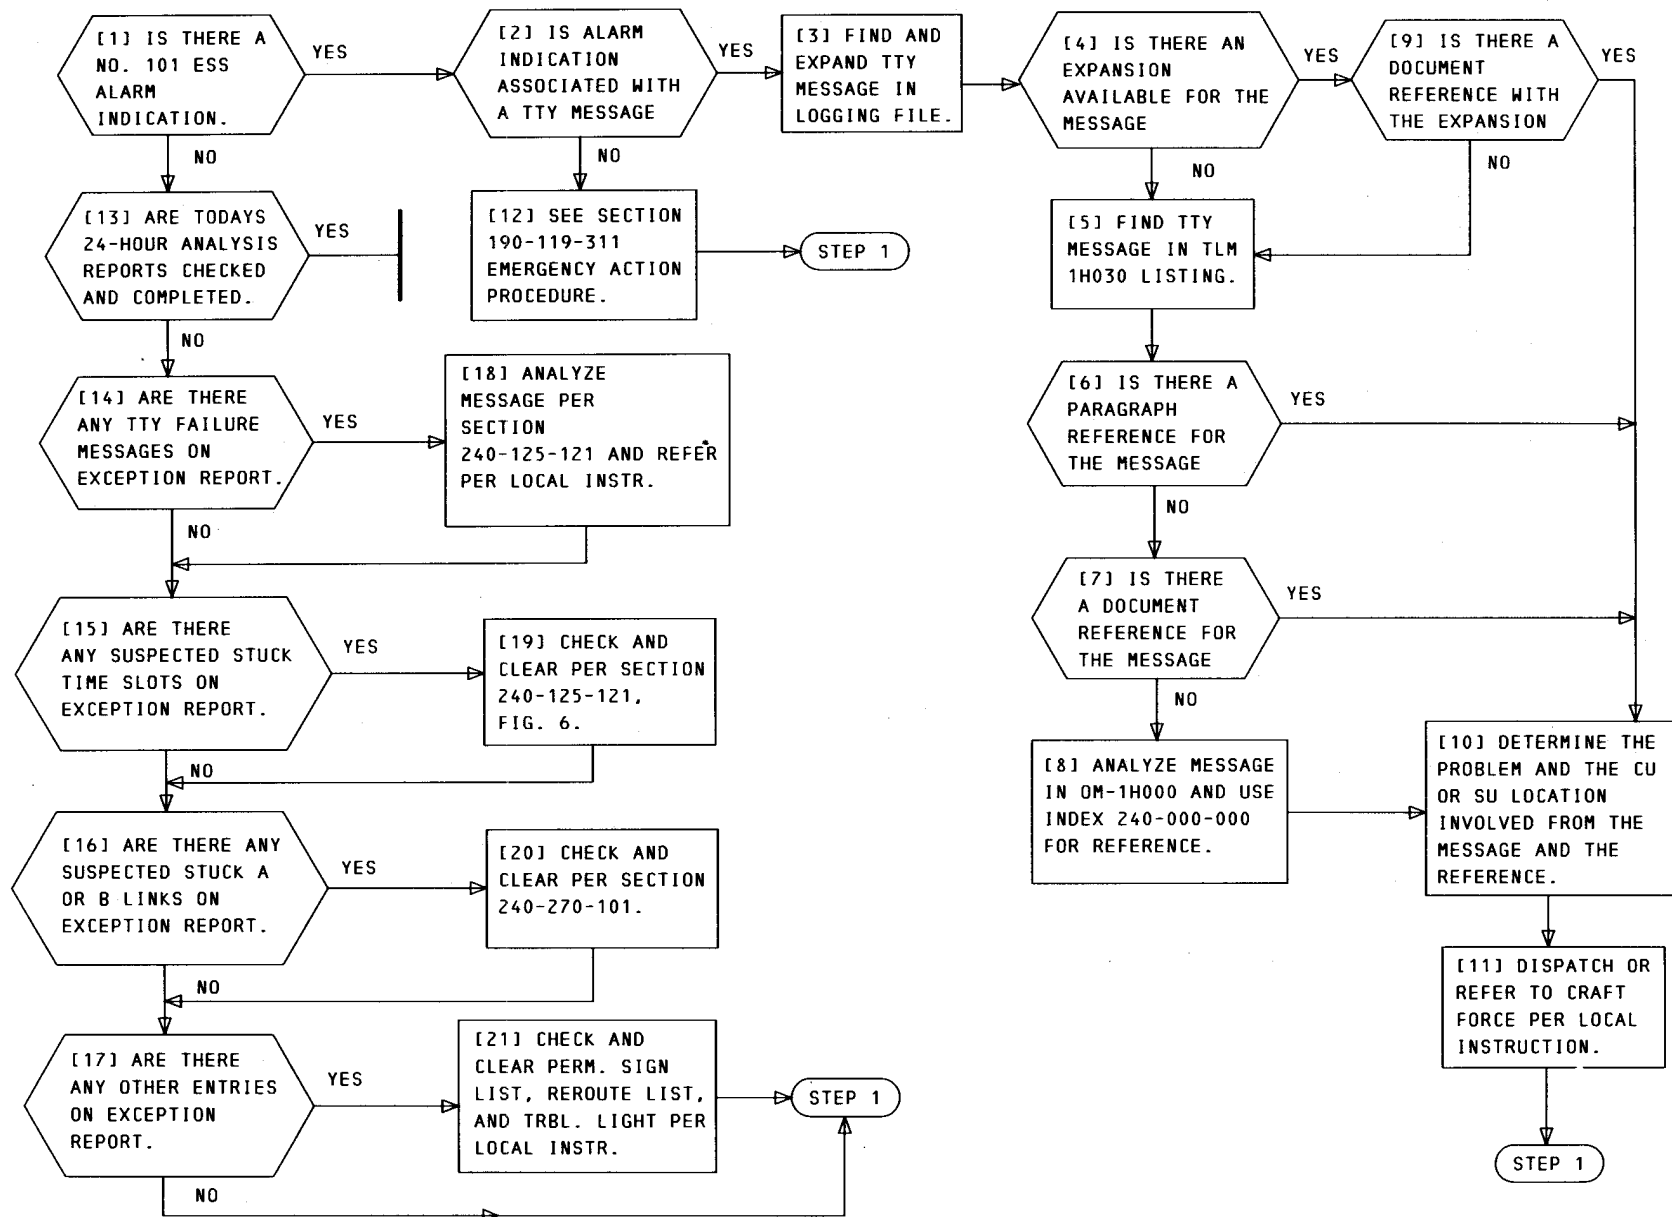 [1] IS THERE A
NO. 101 ESS
ALARM
INDICATION.
YES
NO
[2] IS ALARM
INDICATION
ASSOCIATED WITH
A TTY MESSAGE
YES
NO
[3] FIND AND
EXPAND TTY
MESSAGE IN
LOGGING FILE.
[4] IS THERE AN
EXPANSION
AVAILABLE FOR THE
MESSAGE
YES
NO
[9] IS THERE A
DOCUMENT
REFERENCE WITH
THE EXPANSION
YES
NO
[13] ARE TODAYS
24-HOUR ANALYSIS
REPORTS CHECKED
AND COMPLETED.
YES
NO
[12] SEE SECTION
190-119-311
EMERGENCY ACTION
PROCEDURE.
STEP 1
[5] FIND TTY
MESSAGE IN TLM
1H030 LISTING.
[14] ARE THERE
ANY TTY FAILURE
MESSAGES ON
EXCEPTION REPORT.
YES
NO
[18] ANALYZE
MESSAGE PER
SECTION
240-125-121 AND REFER
PER LOCAL INSTR.
[6] IS THERE A
PARAGRAPH
REFERENCE FOR
THE MESSAGE
YES
NO
[15] ARE THERE
ANY SUSPECTED STUCK
TIME SLOTS ON
EXCEPTION REPORT.
YES
NO
[19] CHECK AND
CLEAR PER SECTION
240-125-121,
FIG. 6.
[7] IS THERE
A DOCUMENT
REFERENCE FOR
THE MESSAGE
YES
NO
[8] ANALYZE MESSAGE
IN OM-1H000 AND USE
INDEX 240-000-000
FOR REFERENCE.
[10] DETERMINE THE
PROBLEM AND THE CU
OR SU LOCATION
INVOLVED FROM THE
MESSAGE AND THE
REFERENCE.
[16] ARE THERE ANY
SUSPECTED STUCK A
OR B LINKS ON
EXCEPTION REPORT.
YES
NO
[20] CHECK AND
CLEAR PER SECTION
240-270-101.
[11] DISPATCH OR
REFER TO CRAFT
FORCE PER LOCAL
INSTRUCTION.
[17] ARE THERE
ANY OTHER ENTRIES
ON EXCEPTION
REPORT.
YES
NO
[21] CHECK AND
CLEAR PERM. SIGN
LIST, REROUTE LIST,
AND TRBL. LIGHT PER
LOCAL INSTR.
STEP 1
STEP 1